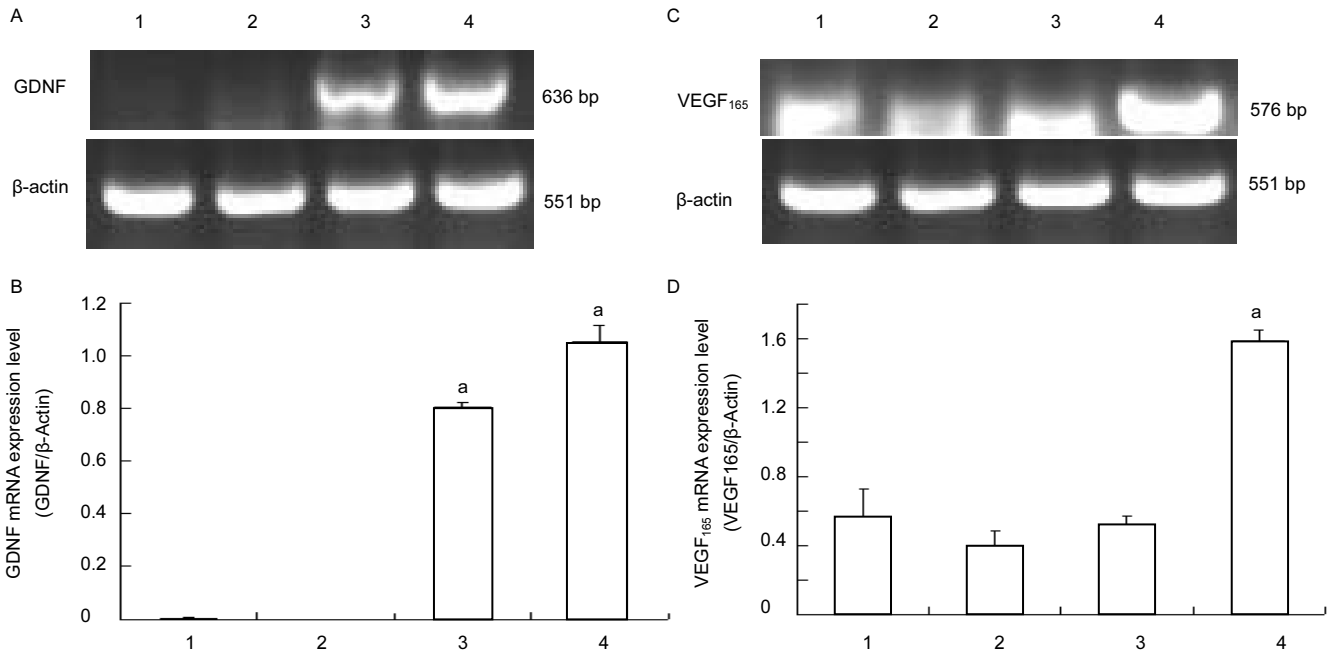 A
1 2 3 4
GDNF
636 bp
β-actin
551 bp
C
1 2 3 4
VEGF₁₆₅
576 bp
β-actin
551 bp
B
GDNF mRNA expression level
(GDNF/β-Actin)
1.2
1.0
0.8
0.6
0.4
0.2
0
a
a
1 2 3 4
D
VEGF₁₆₅ mRNA expression level
(VEGF165/β-Actin)
1.6
1.2
0.8
0.4
0
a
1 2 3 4